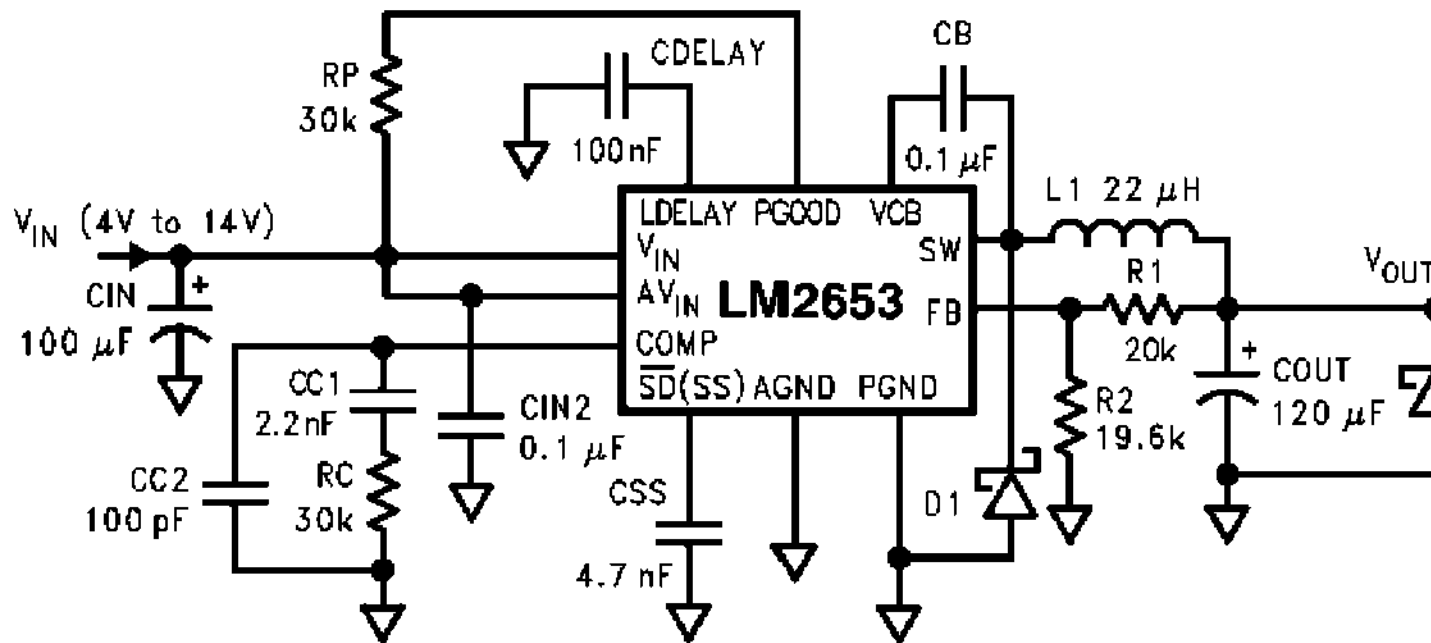 CB
CDELAY
RP
30k
100nF
0.1 µF
L1 22 µH
V_IN (4V to 14V)
LDELAY PGOOD VCB
V_IN
SW
R1
V_OUT
CIN
AV_IN
LM2653
FB
100 µF
COMP
20k
SD(SS) AGND PGND
CC1
2.2nF
CIN2
0.1 µF
R2
19.6k
COUT
120 µF
CC2
100 pF
RC
30k
CSS
D1
4.7 nF